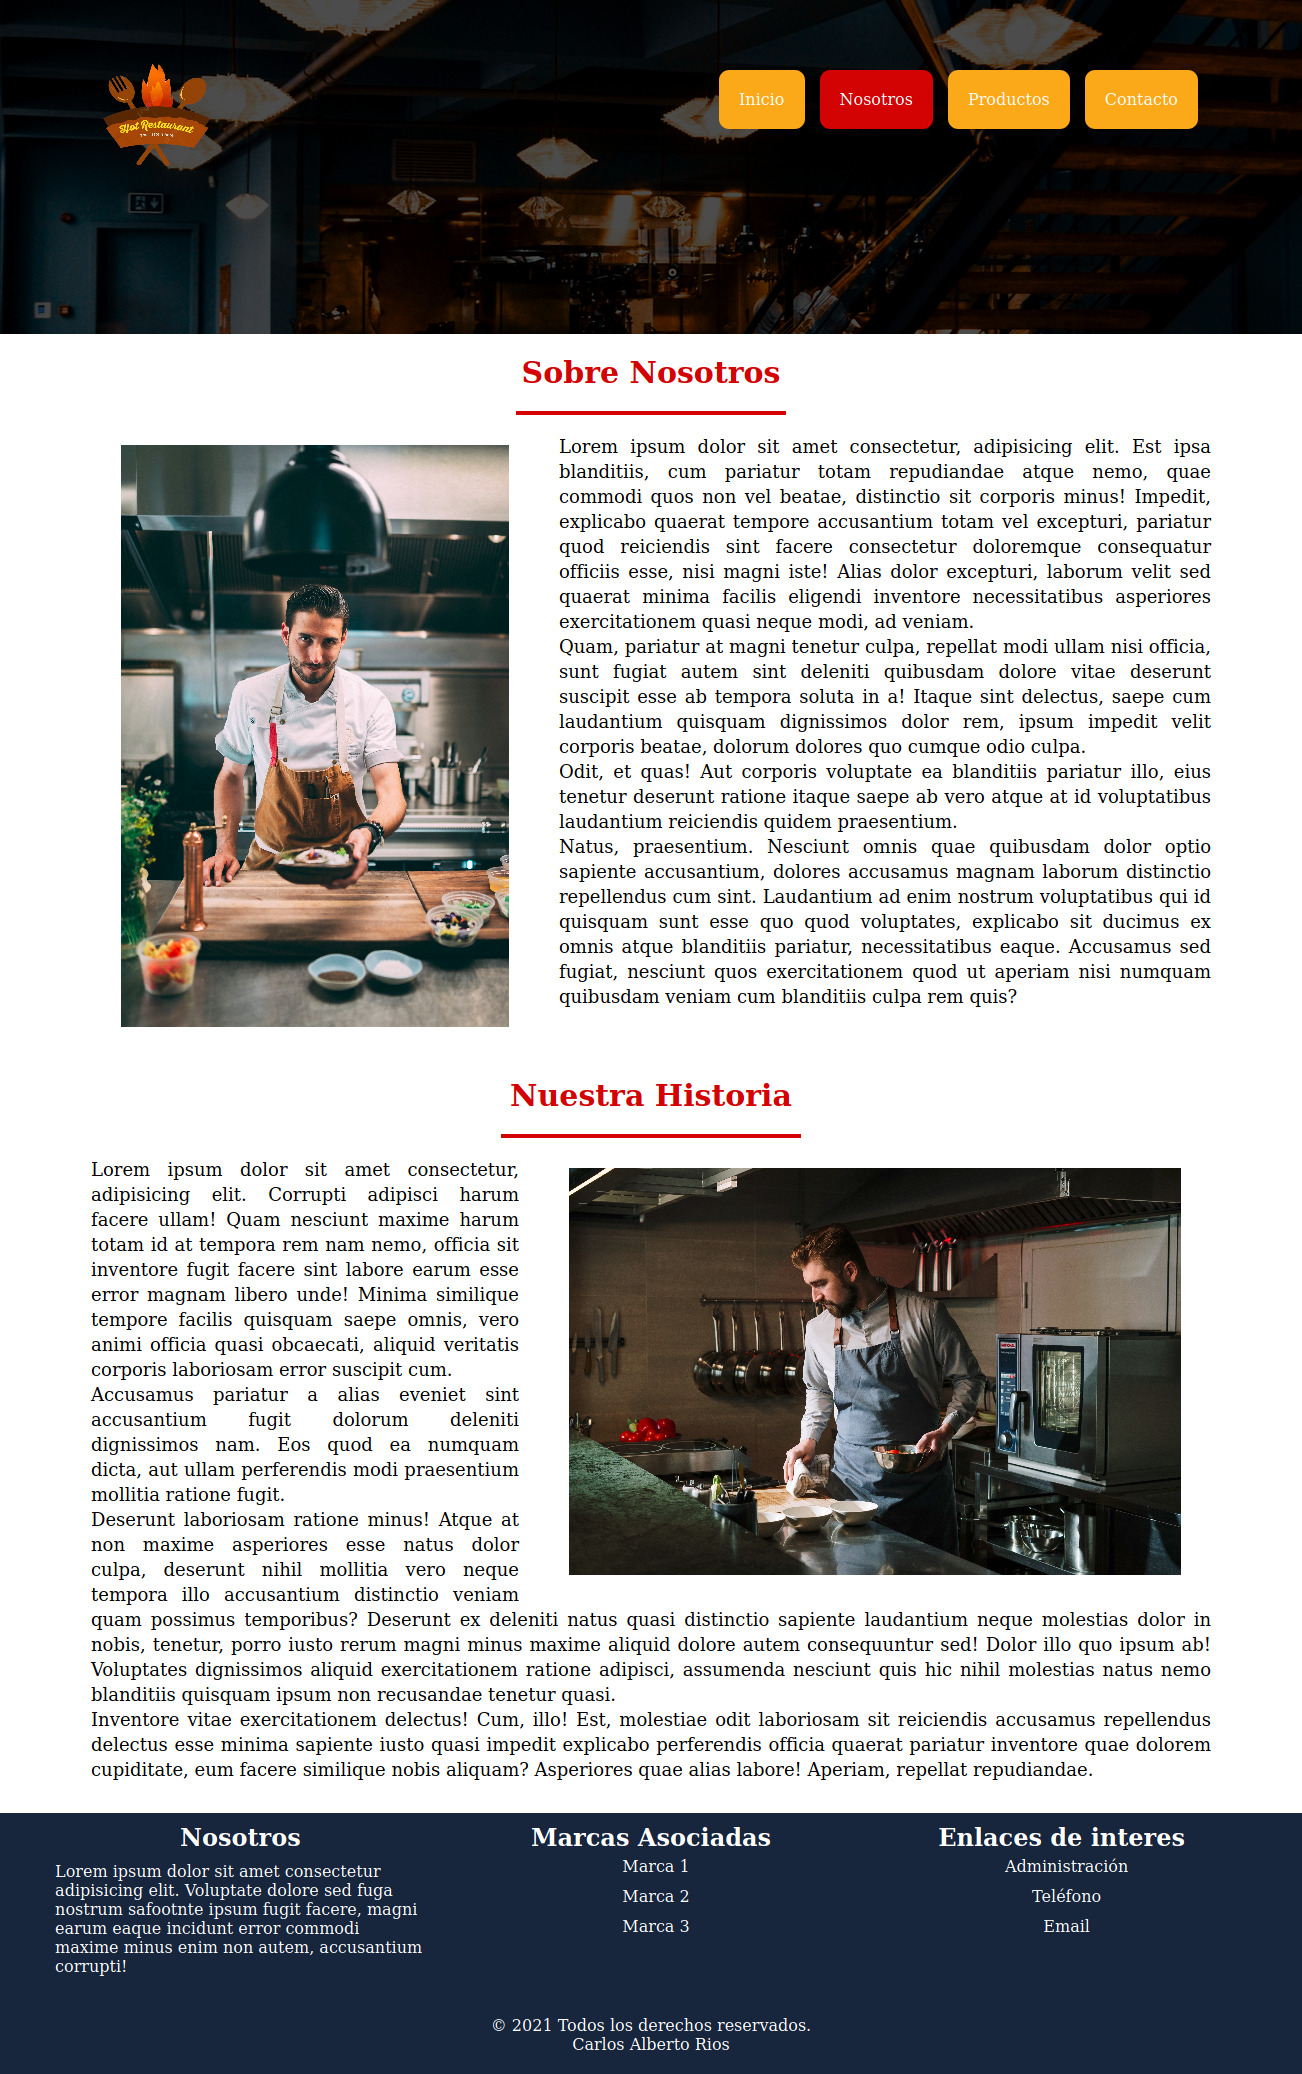 Hot Restaurant
Inicio
Nosotros
Productos
Contacto
Sobre Nosotros
Lorem ipsum dolor sit amet consectetur, adipisicing elit. Est ipsa
blanditiis, cum pariatur totam repudiandae atque nemo, quae
commodi quos non vel beatae, distinctio sit corporis minus! Impedit,
explicabo quaerat tempore accusantium totam vel excepturi, pariatur
quod reiciendis sint facere consectetur doloremque consequatur
officiis esse, nisi magni iste! Alias dolor excepturi, laborum velit sed
quaerat minima facilis eligendi inventore necessitatibus asperiores
exercitationem quasi neque modi, ad veniam.
Quam, pariatur at magni tenetur culpa, repellat modi ullam nisi officia,
sunt fugiat autem sint deleniti quibusdam dolore vitae deserunt
suscipit esse ab tempora soluta in a! Itaque sint delectus, saepe cum
laudantium quisquam dignissimos dolor rem, ipsum impedit velit
corporis beatae, dolorum dolores quo cumque odio culpa.
Odit, et quas! Aut corporis voluptate ea blanditiis pariatur illo, eius
tenetur deserunt ratione itaque saepe ab vero atque at id voluptatibus
laudantium reiciendis quidem praesentium.
Natus, praesentium. Nesciunt omnis quae quibusdam dolor optio
sapiente accusantium, dolores accusamus magnam laborum distinctio
repellendus cum sint. Laudantium ad enim nostrum voluptatibus qui id
quisquam sunt esse quo quod voluptates, explicabo sit ducimus ex
omnis atque blanditiis pariatur, necessitatibus eaque. Accusamus sed
fugiat, nesciunt quos exercitationem quod ut aperiam nisi numquam
quibusdam veniam cum blanditiis culpa rem quis?
Nuestra Historia
Lorem ipsum dolor sit amet consectetur,
adipisicing elit. Corrupti adipisci harum
facere ullam! Quam nesciunt maxime harum
totam id at tempora rem nam nemo, officia sit
inventore fugit facere sint labore earum esse
error magnam libero unde! Minima similique
tempore facilis quisquam saepe omnis, vero
animi officia quasi obcaecati, aliquid veritatis
corporis laboriosam error suscipit cum.
Accusamus pariatur a alias eveniet sint
accusantium fugit dolorum deleniti
dignissimos nam. Eos quod ea numquam
dicta, aut ullam perferendis modi praesentium
mollitia ratione fugit.
Deserunt laboriosam ratione minus! Atque at
non maxime asperiores esse natus dolor
culpa, deserunt nihil mollitia vero neque
tempora illo accusantium distinctio veniam
quam possimus temporibus? Deserunt ex deleniti natus quasi distinctio sapiente laudantium neque molestias dolor in
nobis, tenetur, porro iusto rerum magni minus maxime aliquid dolore autem consequuntur sed! Dolor illo quo ipsum ab!
Voluptates dignissimos aliquid exercitationem ratione adipisci, assumenda nesciunt quis hic nihil molestias natus nemo
blanditiis quisquam ipsum non recusandae tenetur quasi.
Inventore vitae exercitationem delectus! Cum, illo! Est, molestiae odit laboriosam sit reiciendis accusamus repellendus
delectus esse minima sapiente iusto quasi impedit explicabo perferendis officia quaerat pariatur inventore quae dolorem
cupiditate, eum facere similique nobis aliquam? Asperiores quae alias labore! Aperiam, repellat repudiandae.
Nosotros
Lorem ipsum dolor sit amet consectetur
adipisicing elit. Voluptate dolore sed fuga
nostrum safootnte ipsum fugit facere, magni
earum eaque incidunt error commodi
maxime minus enim non autem, accusantium
corrupti!
Marcas Asociadas
Marca 1
Marca 2
Marca 3
Enlaces de interes
Administración
Teléfono
Email
© 2021 Todos los derechos reservados.
Carlos Alberto Rios